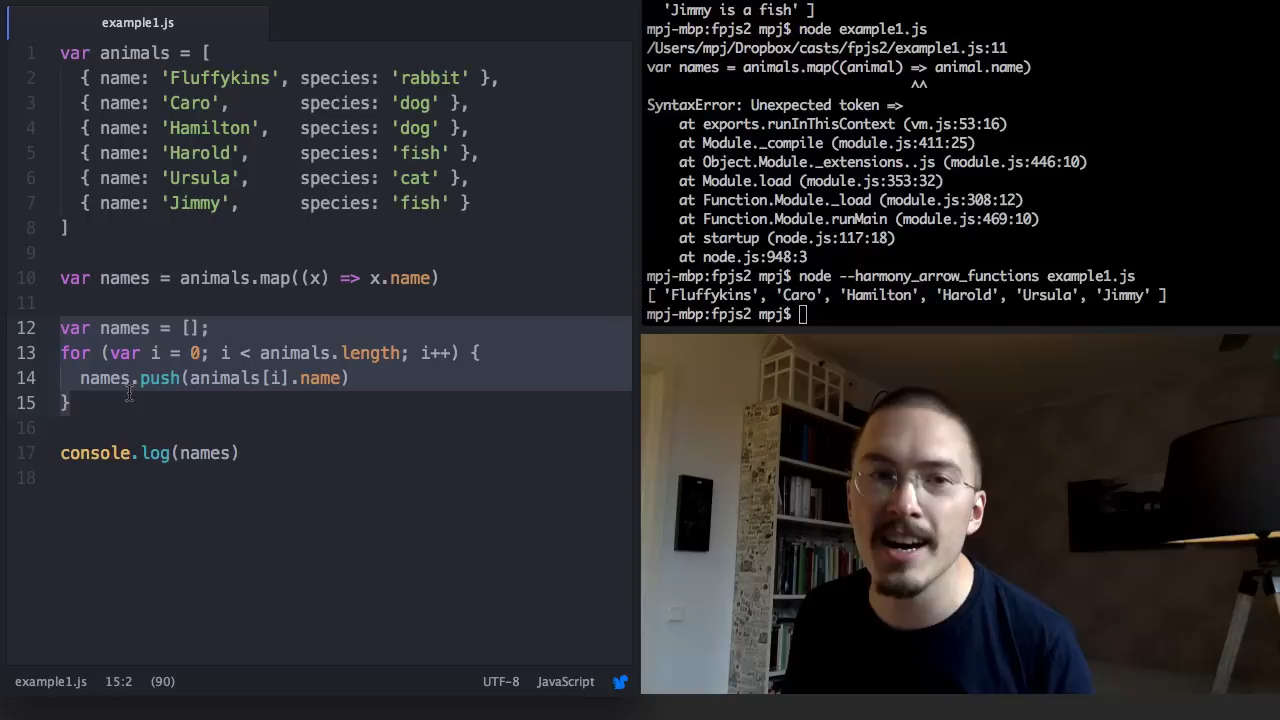 example1.js
1 var animals = [
2 { name: 'Fluffykins', species: 'rabbit' },
3 { name: 'Caro', species: 'dog' },
4 { name: 'Hamilton', species: 'dog' },
5 { name: 'Harold', species: 'fish' },
6 { name: 'Ursula', species: 'cat' },
7 { name: 'Jimmy', species: 'fish' }
8 ]
9
10 var names = animals.map((x) => x.name)
11
12 var names = [];
13 for (var i = 0; i < animals.length; i++) {
14 names.push(animals[i].name)
15 }
16
17 console.log(names)
18
example1.js 15:2 (90) UTF-8 JavaScript
'Jimmy is a fish' ]
mpj-mbp:fpjs2 mpj$ node example1.js
/Users/mpj/Dropbox/casts/fpjs2/example1.js:11
var names = animals.map((animal) => animal.name)
^^
SyntaxError: Unexpected token =>
at exports.runInThisContext (vm.js:53:16)
at Module._compile (module.js:411:25)
at Object.Module._extensions..js (module.js:446:10)
at Module.load (module.js:353:32)
at Function.Module._load (module.js:308:12)
at Function.Module.runMain (module.js:469:10)
at startup (node.js:117:18)
at node.js:948:3
mpj-mbp:fpjs2 mpj$ node --harmony_arrow_functions example1.js
[ 'Fluffykins', 'Caro', 'Hamilton', 'Harold', 'Ursula', 'Jimmy' ]
mpj-mbp:fpjs2 mpj$